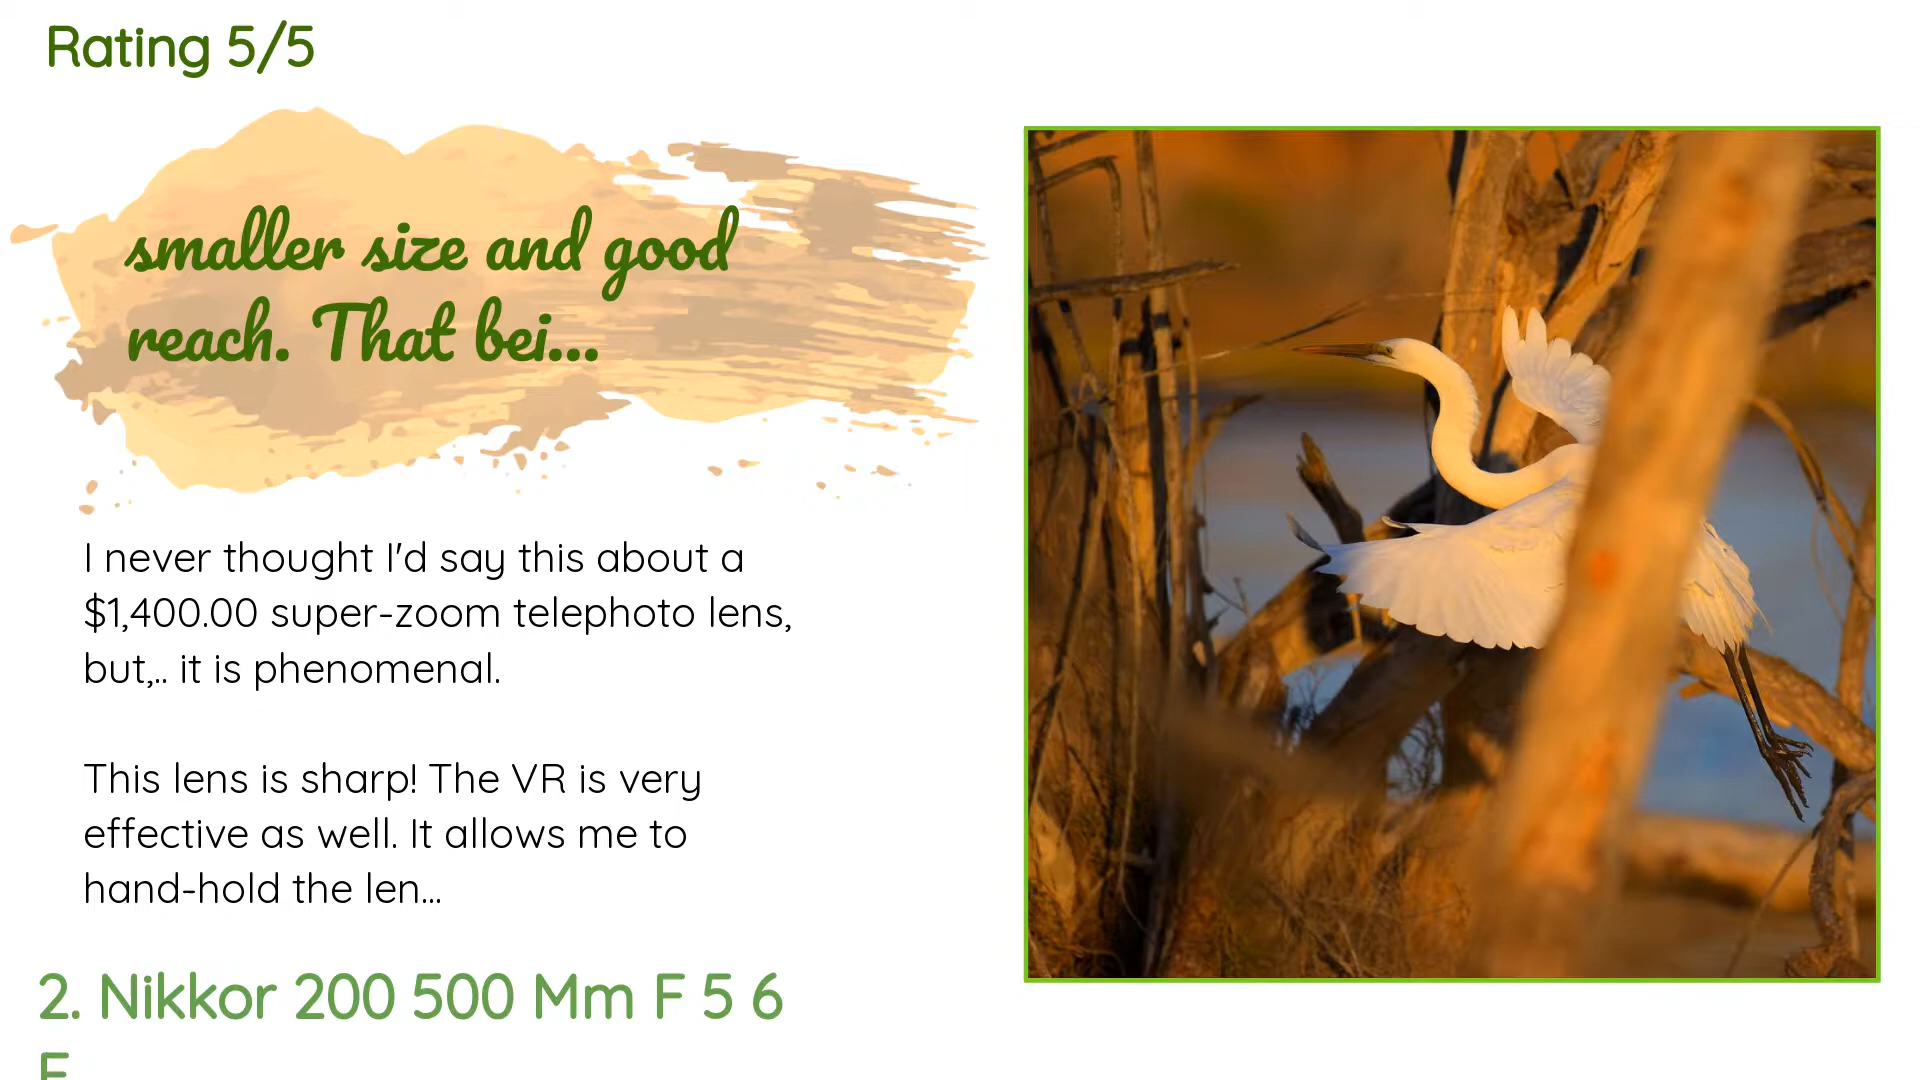 Rating 5/5
smaller size and good
reach. That bei...
I never thought I'd say this about a
$1,400.00 super-zoom telephoto lens,
but,.. it is phenomenal.
This lens is sharp! The VR is very
effective as well. It allows me to
hand-hold the len...
2. Nikkor 200 500 Mm F 5 6
E